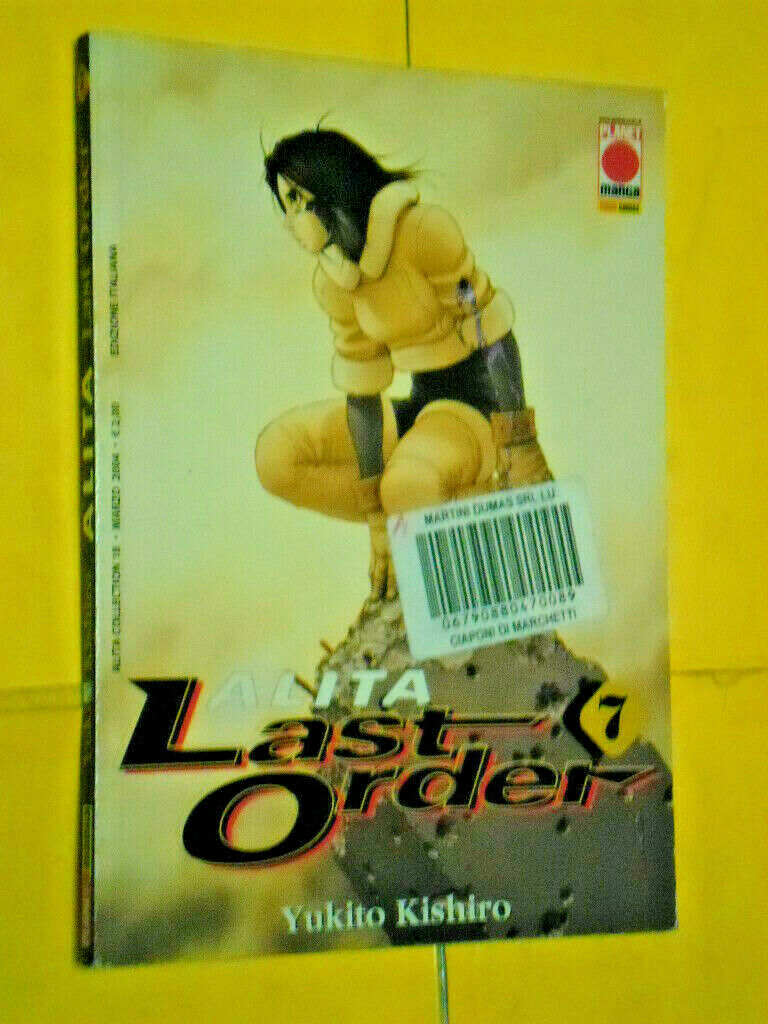 PLANET
manga
ALITA COLLECTION 18 - MARZO 2004 - € 2,80 EDIZIONE ITALIANA
MARTINI DUMAS SRL LU
06790880470089
CIAPONI DI MARCHETTI
ALITA
Last
Order
7
Yukito Kishiro
ALITA